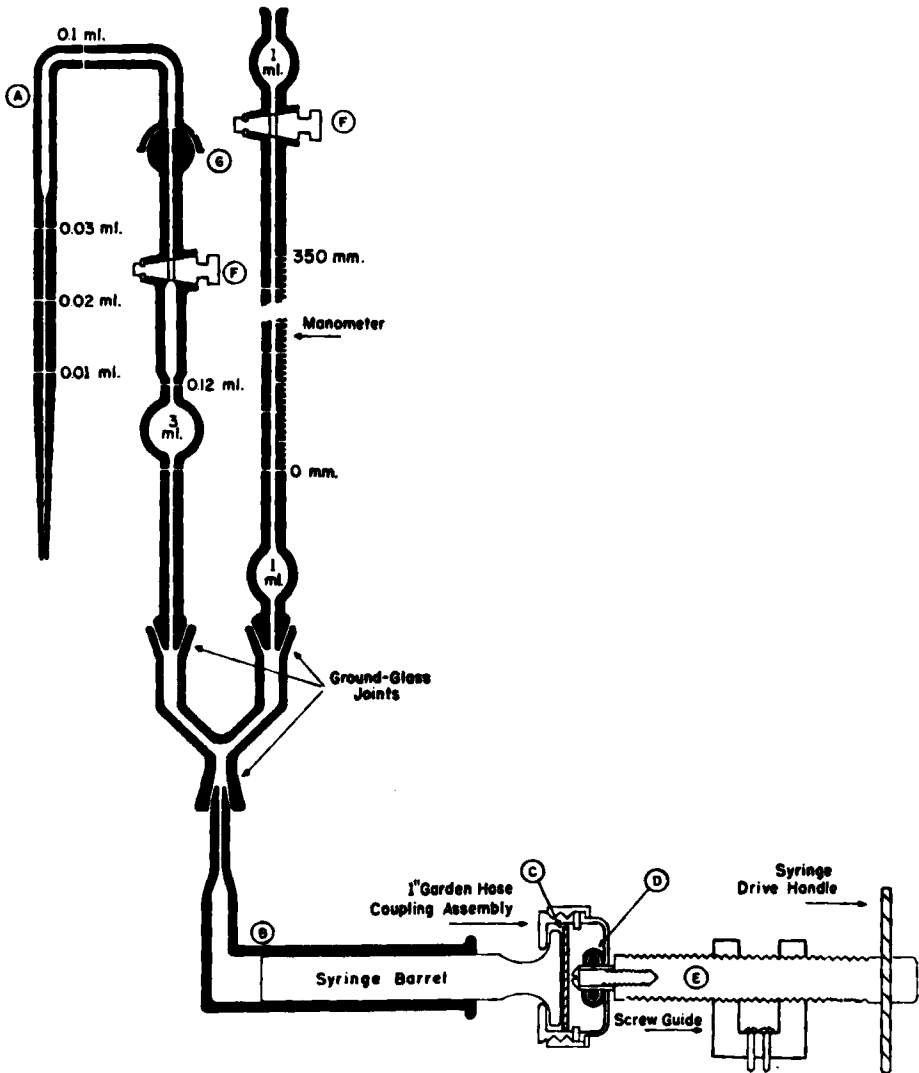 0.1 ml.
1
ml.
A
F
G
0.03 ml.
350 mm.
F
0.02 ml.
Manometer
0.01 ml.
0.12 ml.
3
ml.
0 mm.
1
ml.
Ground-Glass
Joints
C
D
Syringe
Drive Handle
1" Garden Hose
Coupling Assembly
B
Syringe Barrel
E
Screw Guide